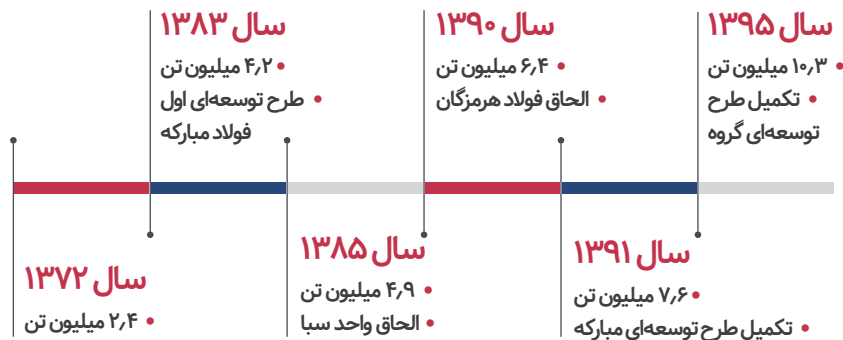 سال ۱۳۷۲
• ۲٫۴ میلیون تن
سال ۱۳۸۳
• ۴٫۲ میلیون تن
• طرح توسعه‌ای اول
فولاد مبارکه
سال ۱۳۸۵
• ۴٫۹ میلیون تن
• الحاق واحد سبا
سال ۱۳۹۰
• ۶٫۴ میلیون تن
• الحاق فولاد هرمزگان
سال ۱۳۹۱
• ۷٫۶ میلیون تن
• تکمیل طرح توسعه‌ای مبارکه
سال ۱۳۹۵
• ۱۰٫۳ میلیون تن
• تکمیل طرح
توسعه‌ای گروه